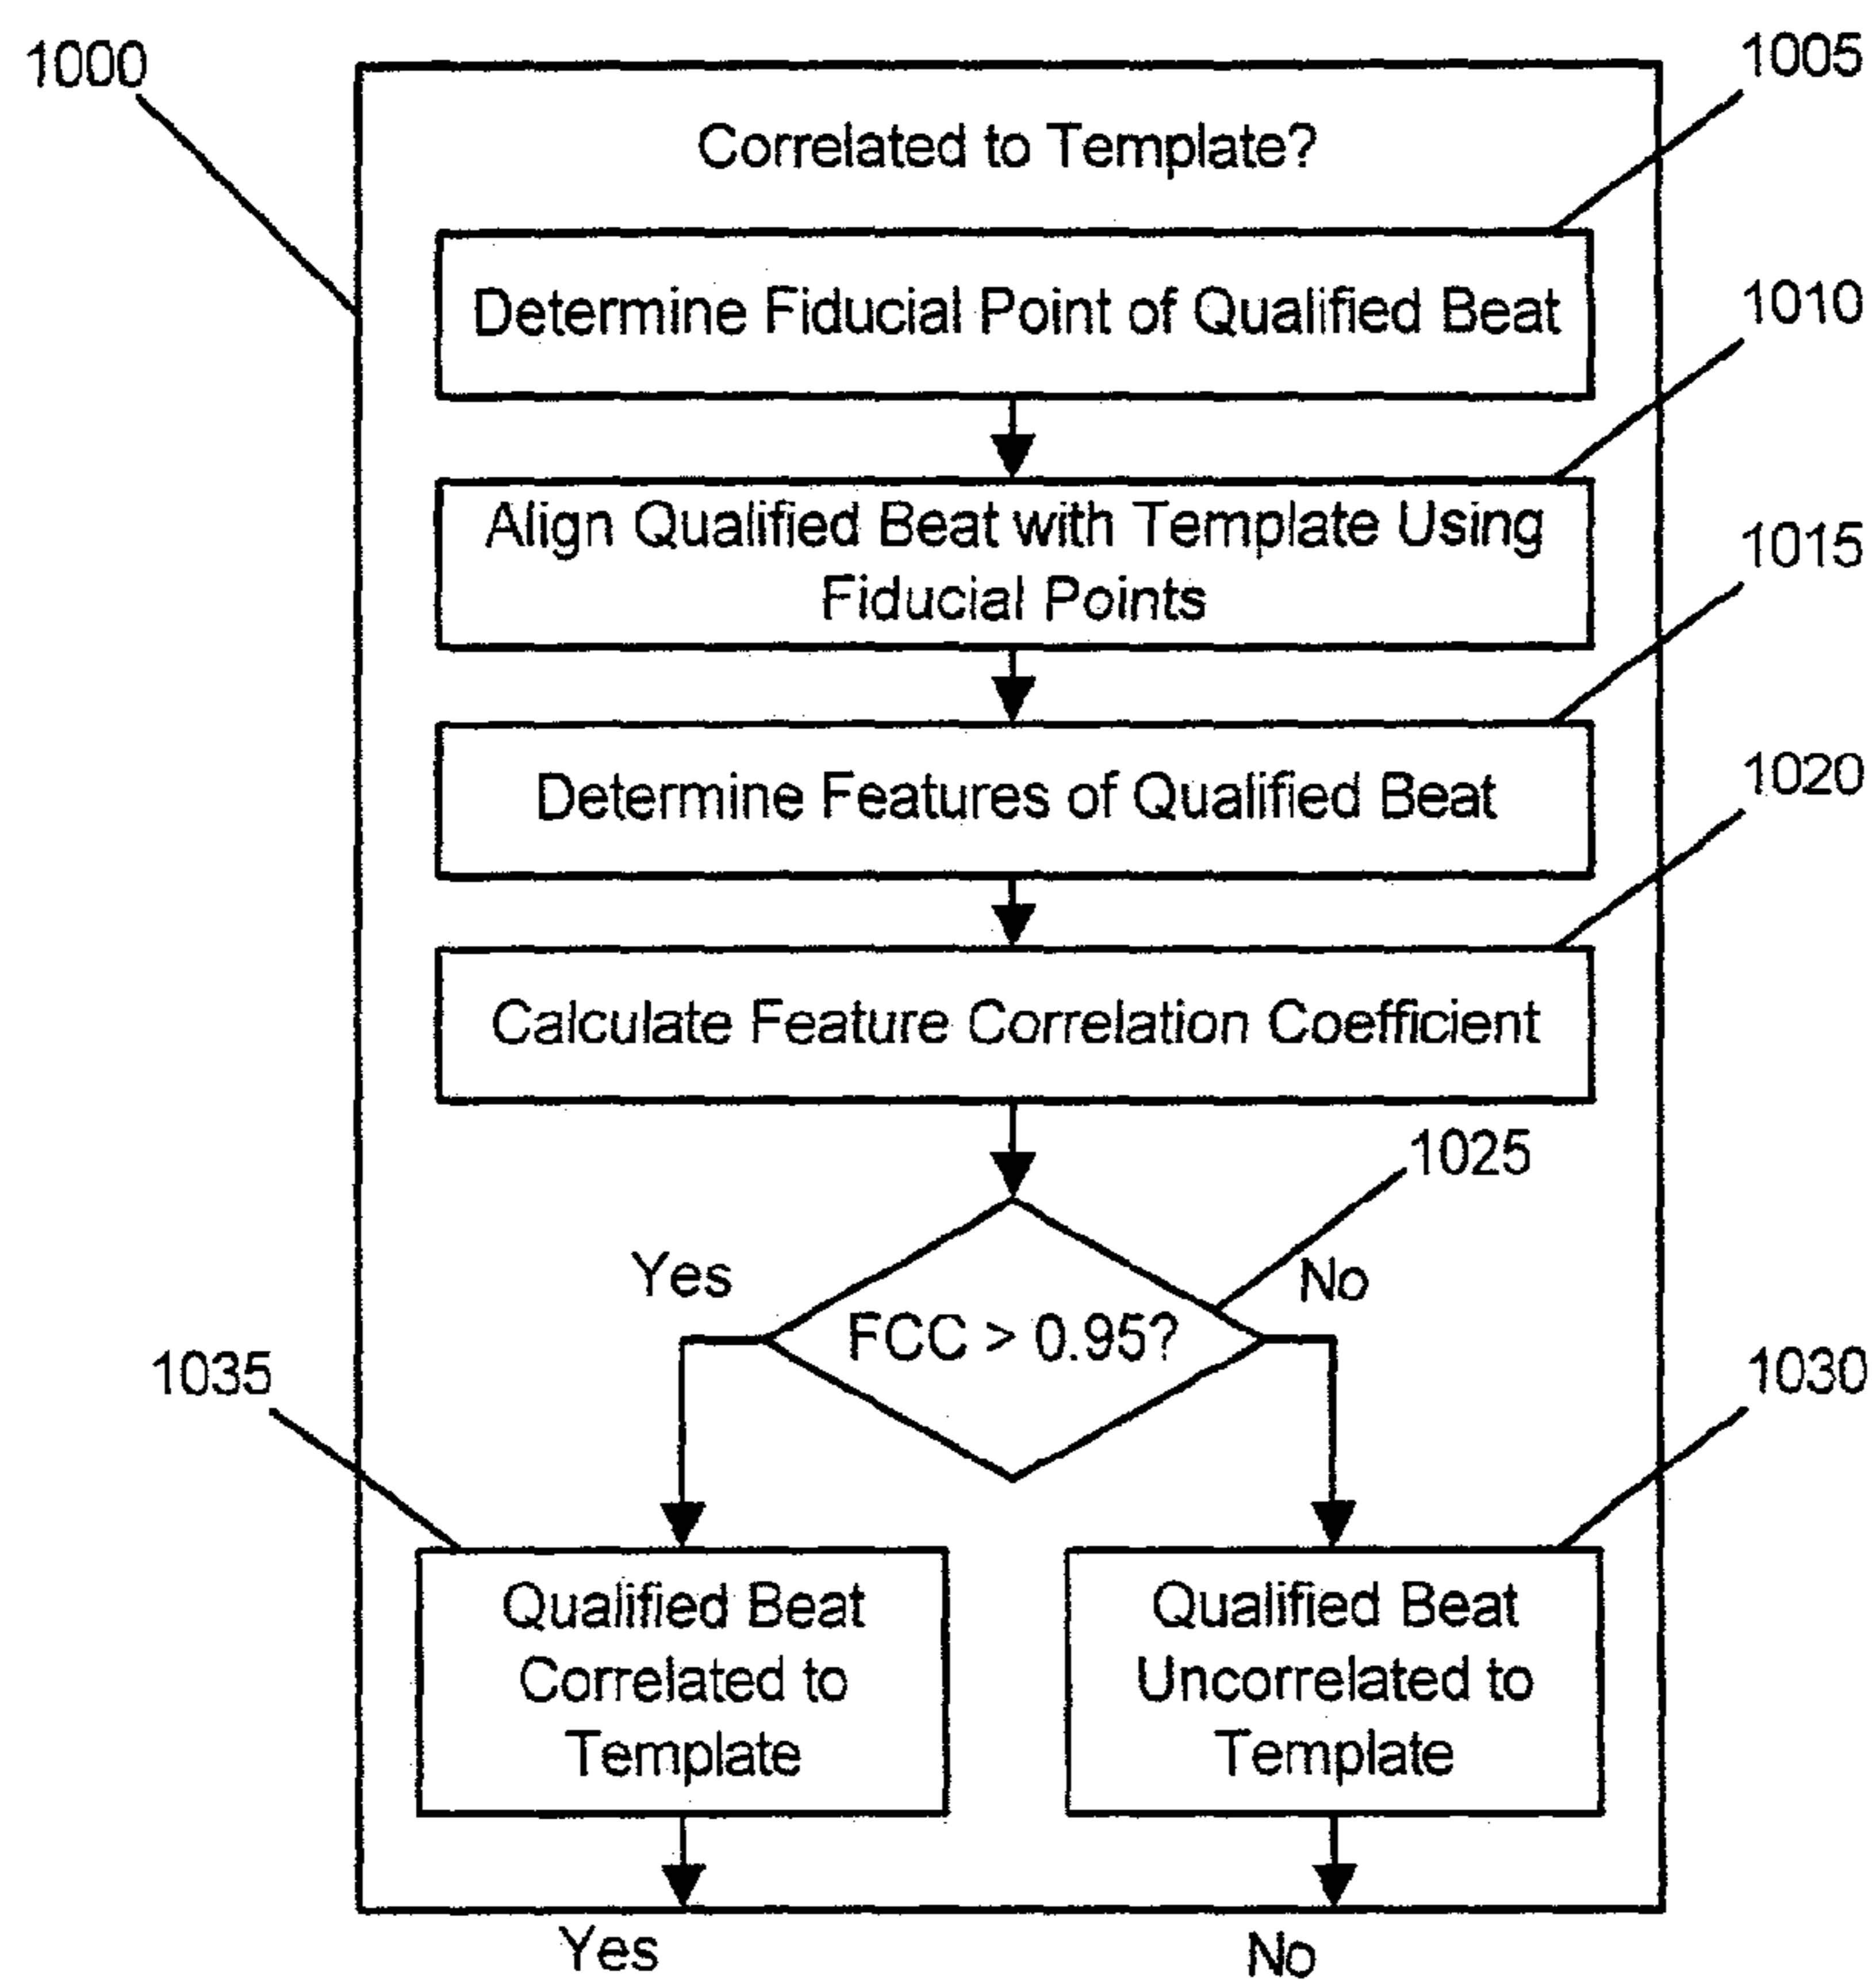 1000
1005
Correlated to Template?
Determine Fiducial Point of Qualified Beat
1010
Align Qualified Beat with Template Using
Fiducial Points
1015
Determine Features of Qualified Beat
1020
Calculate Feature Correlation Coefficient
1025
Yes
No
FCC > 0.95?
1035
1030
Qualified Beat
Correlated to
Template
Qualified Beat
Uncorrelated to
Template
Yes
No